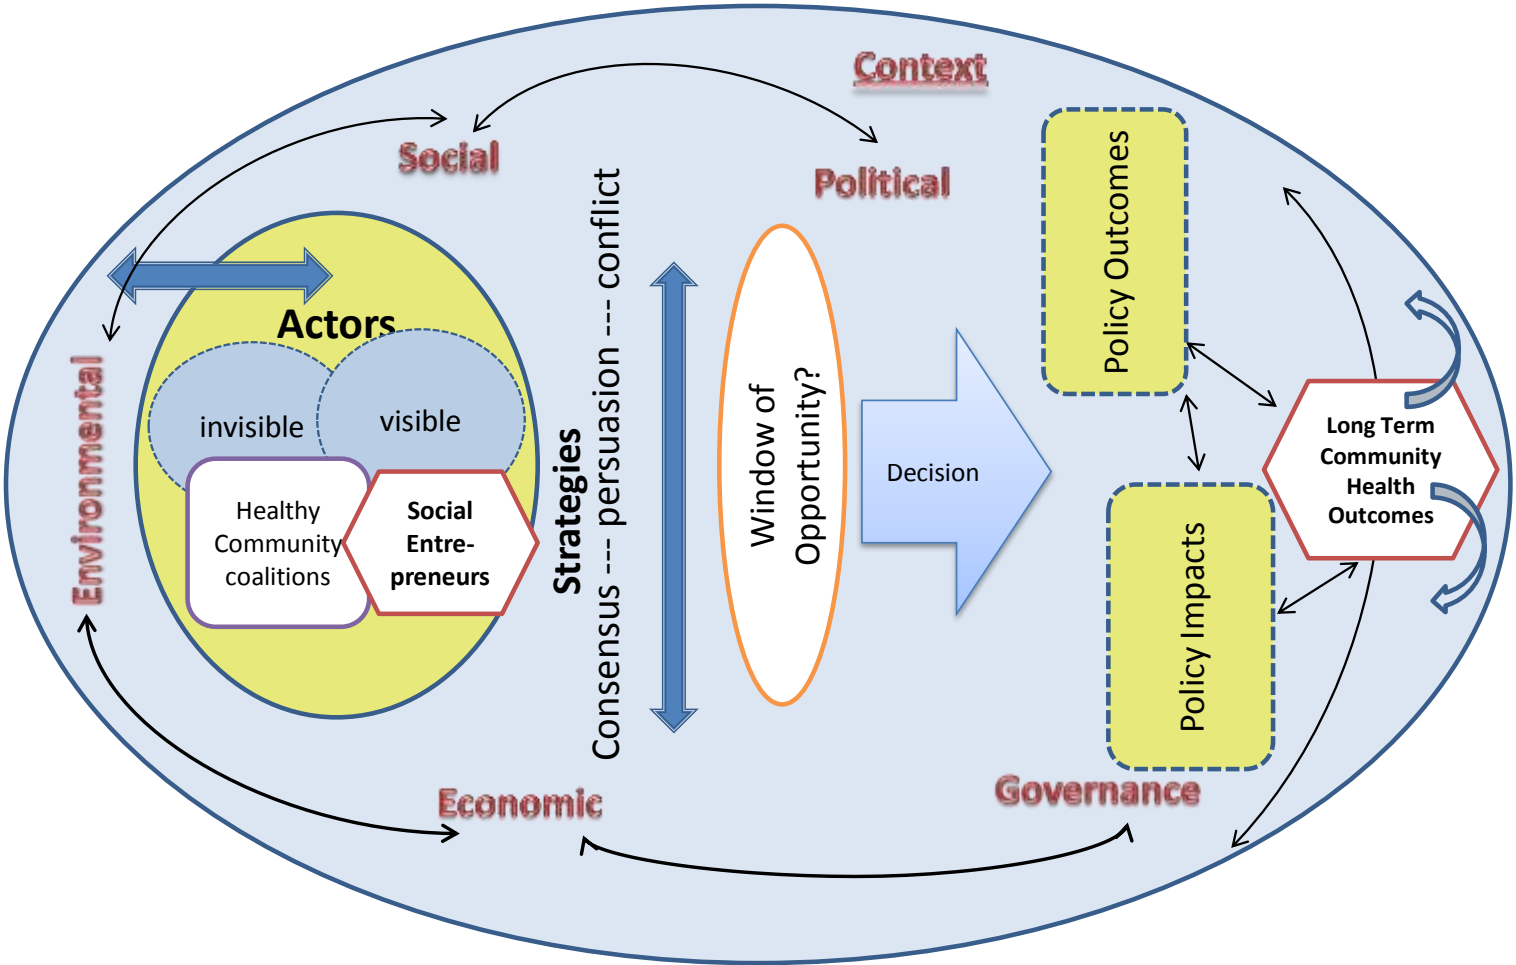 Context
Social
Political
Environmental
Actors
invisible
visible
Healthy
Community
coalitions
Social
Entre-
preneurs
Strategies
Consensus --- persuasion --- conflict
Window of
Opportunity?
Decision
Policy Outcomes
Policy Impacts
Long Term
Community
Health
Outcomes
Economic
Governance